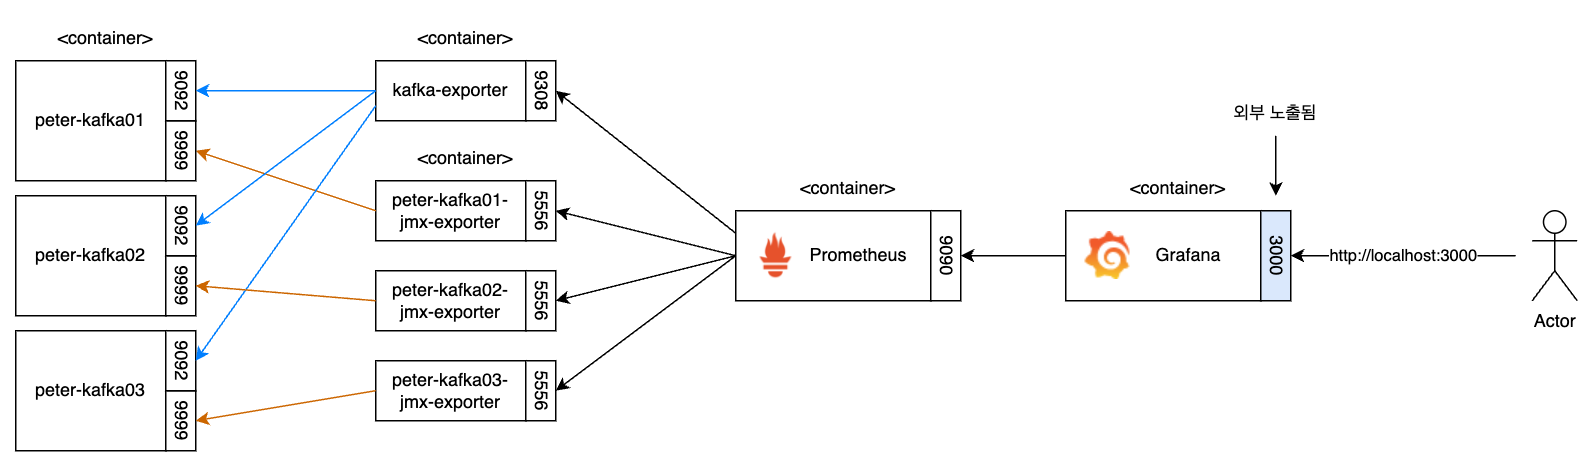 <container>
peter-kafka01
9092
9999
peter-kafka02
9092
9999
peter-kafka03
9092
9999
<container>
kafka-exporter
9308
<container>
peter-kafka01-
jmx-exporter
5556
peter-kafka02-
jmx-exporter
5556
peter-kafka03-
jmx-exporter
5556
<container>
Prometheus
9090
<container>
Grafana
3000
외부 노출됨
http://localhost:3000
Actor